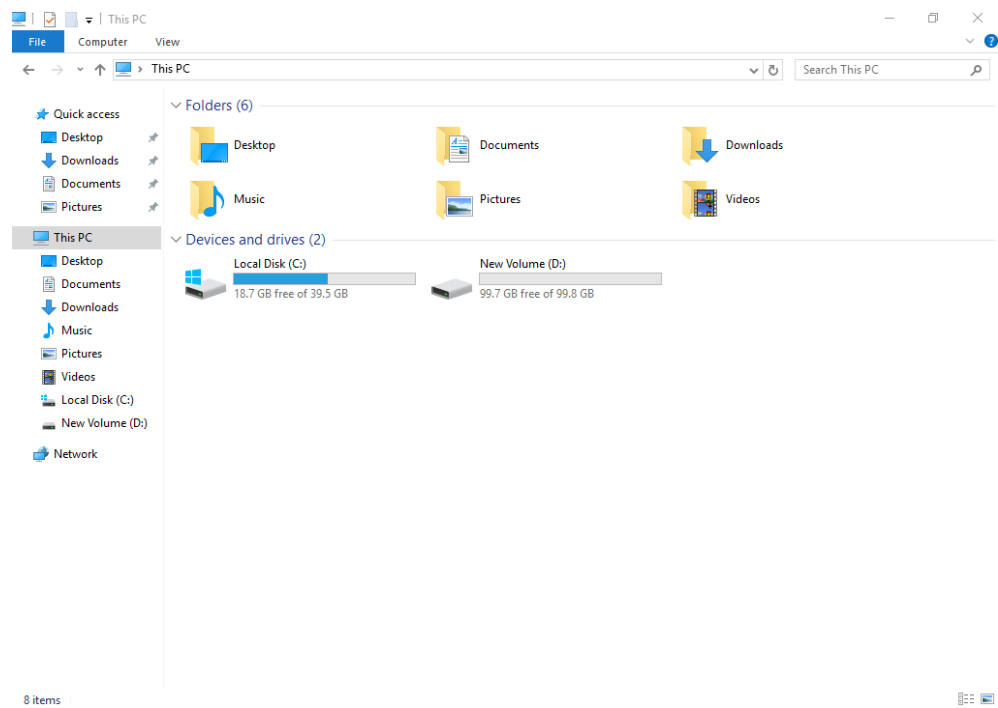 This PC
File Computer View
This PC
Search This PC
Quick access
Desktop
Downloads
Documents
Pictures
This PC
Desktop
Documents
Downloads
Music
Pictures
Videos
Local Disk (C:)
New Volume (D:)
Network
Folders (6)
Desktop Documents Downloads
Music Pictures Videos
Devices and drives (2)
Local Disk (C:)
18.7 GB free of 39.5 GB
New Volume (D:)
99.7 GB free of 99.8 GB
8 items